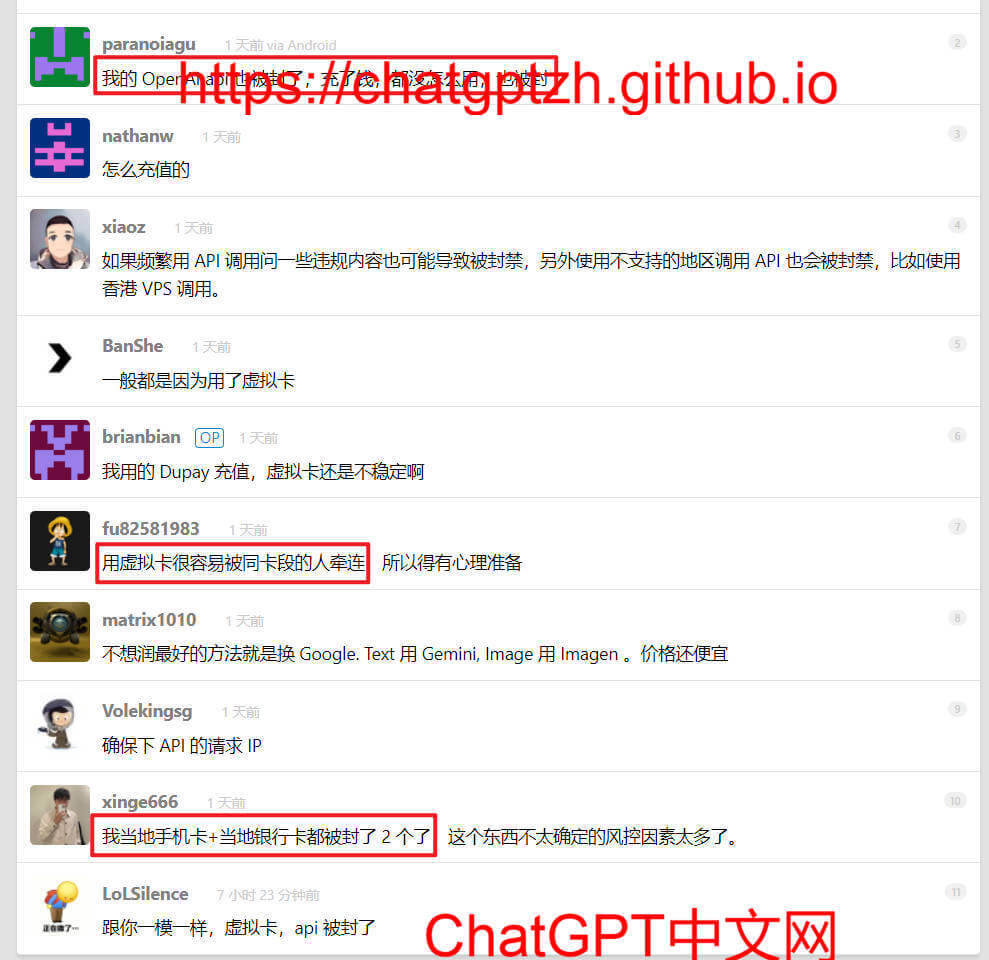 paranoiagu 1 天前 via Android 2
我的 OpenAI api 也被封了，充了钱，都没怎么用，也被封
https://chatgptzh.github.io
nathanw 1 天前 3
怎么充值的
xiaoz 1 天前 4
如果频繁用 API 调用问一些违规内容也可能导致被封禁，另外使用不支持的地区调用 API 也会被封禁，比如使用
香港 VPS 调用。
BanShe 1 天前 5
一般都是因为用了虚拟卡
brianbian OP 1 天前 6
我用的 Dupay 充值，虚拟卡还是不稳定啊
fu82581983 1 天前 7
用虚拟卡很容易被同卡段的人牵连 所以得有心理准备
matrix1010 1 天前 8
不想润最好的方法就是换 Google. Text 用 Gemini, Image 用 Imagen 。价格还便宜
Volekingsg 1 天前 9
确保下 API 的请求 IP
xinge666 1 天前 10
我当地手机卡+当地银行卡都被封了 2 个了 这个东西不太确定的风控因素太多了。
LoLSilence 7 小时 23 分钟前 11
跟你一模一样，虚拟卡，api 被封了
ChatGPT中文网